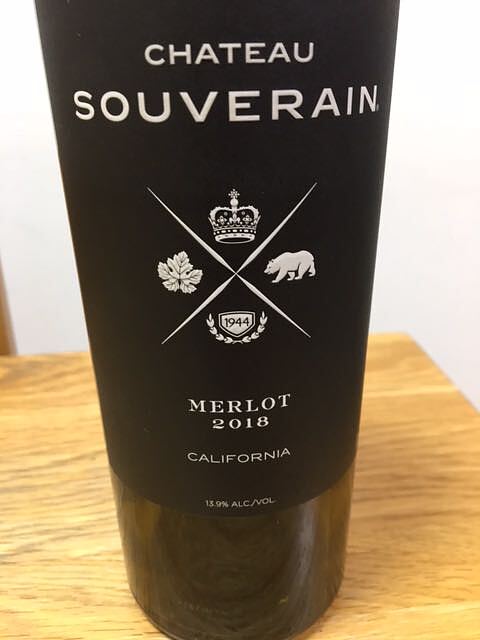 CHATEAU
SOUVERAIN
1944
MERLOT
2018
CALIFORNIA
13.9% ALC./VOL.